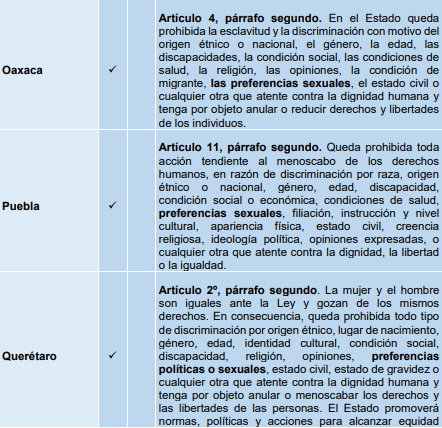 Oaxaca
✓
Artículo 4, párrafo segundo. En el Estado queda
prohibida la esclavitud y la discriminación con motivo del
origen étnico o nacional, el género, la edad, las
discapacidades, la condición social, las condiciones de
salud, la religión, las opiniones, la condición de
migrante, las preferencias sexuales, el estado civil o
cualquier otra que atente contra la dignidad humana y
tenga por objeto anular o reducir derechos y libertades
de los individuos.
Puebla
✓
Artículo 11, párrafo segundo. Queda prohibida toda
acción tendiente al menoscabo de los derechos
humanos, en razón de discriminación por raza, origen
étnico o nacional, género, edad, discapacidad,
condición social o económica, condiciones de salud,
preferencias sexuales, filiación, instrucción y nivel
cultural, apariencia física, estado civil, creencia
religiosa, ideología política, opiniones expresadas, o
cualquier otra que atente contra la dignidad, la libertad
o la igualdad.
Querétaro
✓
Artículo 2º, párrafo segundo. La mujer y el hombre
son iguales ante la Ley y gozan de los mismos
derechos. En consecuencia, queda prohibida todo tipo
de discriminación por origen étnico, lugar de nacimiento,
género, edad, identidad cultural, condición social,
discapacidad, religión, opiniones, preferencias
políticas o sexuales, estado civil, estado de gravidez o
cualquier otra que atente contra la dignidad humana y
tenga por objeto anular o menoscabar los derechos y
las libertades de las personas. El Estado promoverá
normas, políticas y acciones para alcanzar equidad